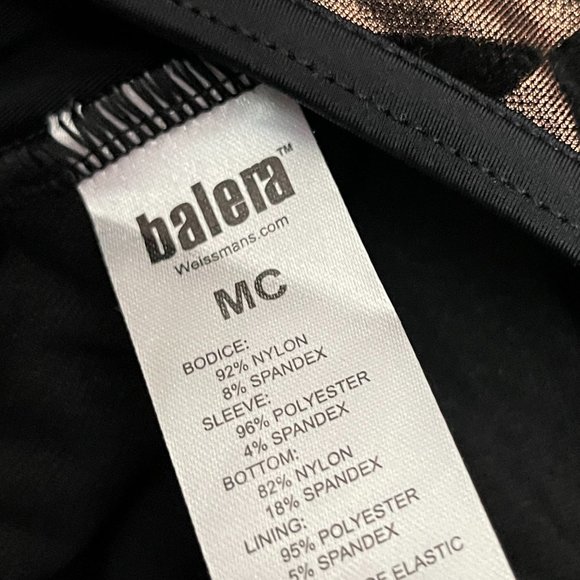 balera™
Weissmans.com
MC
BODICE:
92% NYLON
8% SPANDEX
SLEEVE:
96% POLYESTER
4% SPANDEX
BOTTOM:
82% NYLON
18% SPANDEX
LINING:
95% POLYESTER
5% SPANDEX
ELASTIC